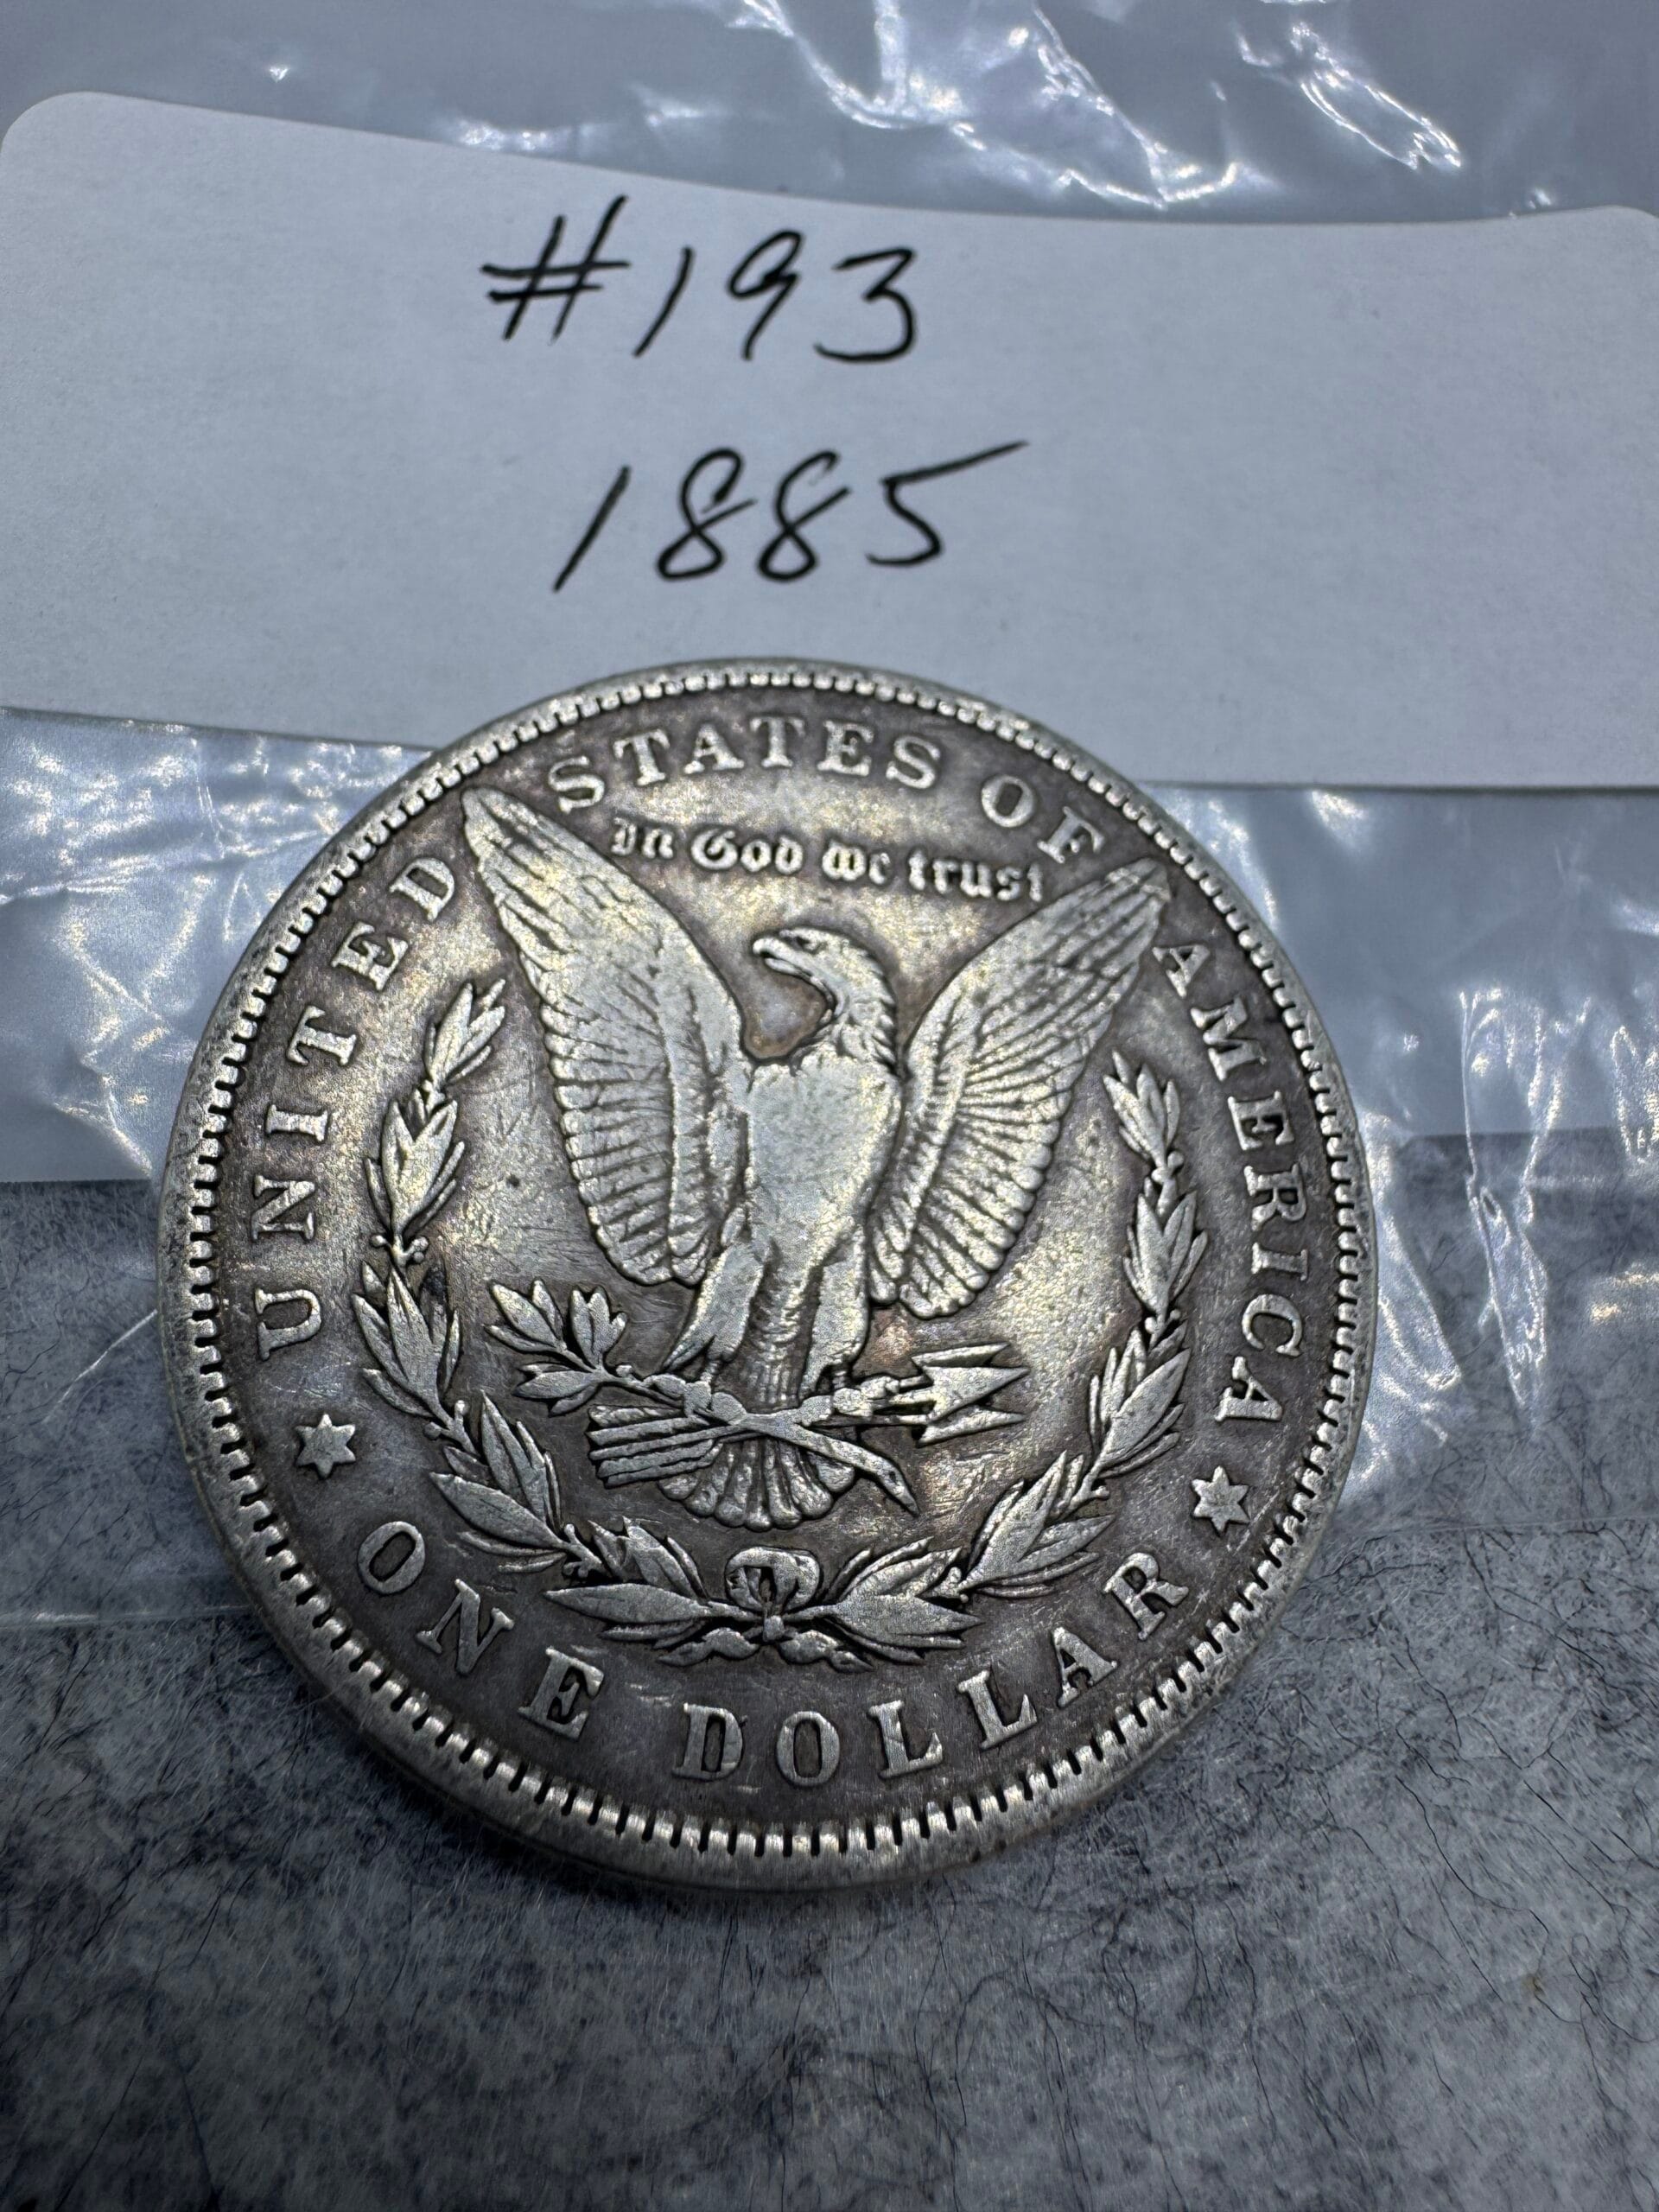 #193
1885
UNITED STATES OF AMERICA
In God we trust
ONE DOLLAR